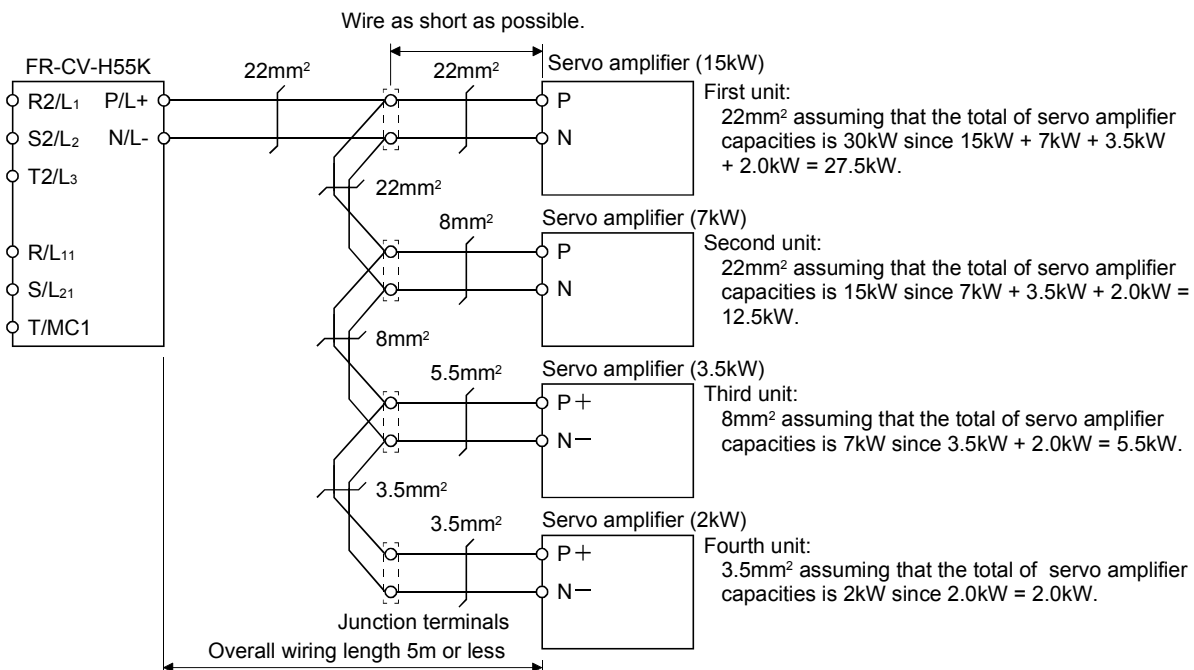 Wire as short as possible.
FR-CV-H55K
22mm²
22mm²
Servo amplifier (15kW)
R2/L1
P/L+
S2/L2
N/L-
T2/L3
R/L11
S/L21
T/MC1
P
N
First unit:
22mm² assuming that the total of servo amplifier
capacities is 30kW since 15kW + 7kW + 3.5kW
+ 2.0kW = 27.5kW.
22mm²
8mm²
Servo amplifier (7kW)
P
N
Second unit:
22mm² assuming that the total of servo amplifier
capacities is 15kW since 7kW + 3.5kW + 2.0kW =
12.5kW.
8mm²
5.5mm²
Servo amplifier (3.5kW)
P+
N−
Third unit:
8mm² assuming that the total of servo amplifier
capacities is 7kW since 3.5kW + 2.0kW = 5.5kW.
3.5mm²
3.5mm²
Servo amplifier (2kW)
P+
N−
Fourth unit:
3.5mm² assuming that the total of servo amplifier
capacities is 2kW since 2.0kW = 2.0kW.
Junction terminals
Overall wiring length 5m or less